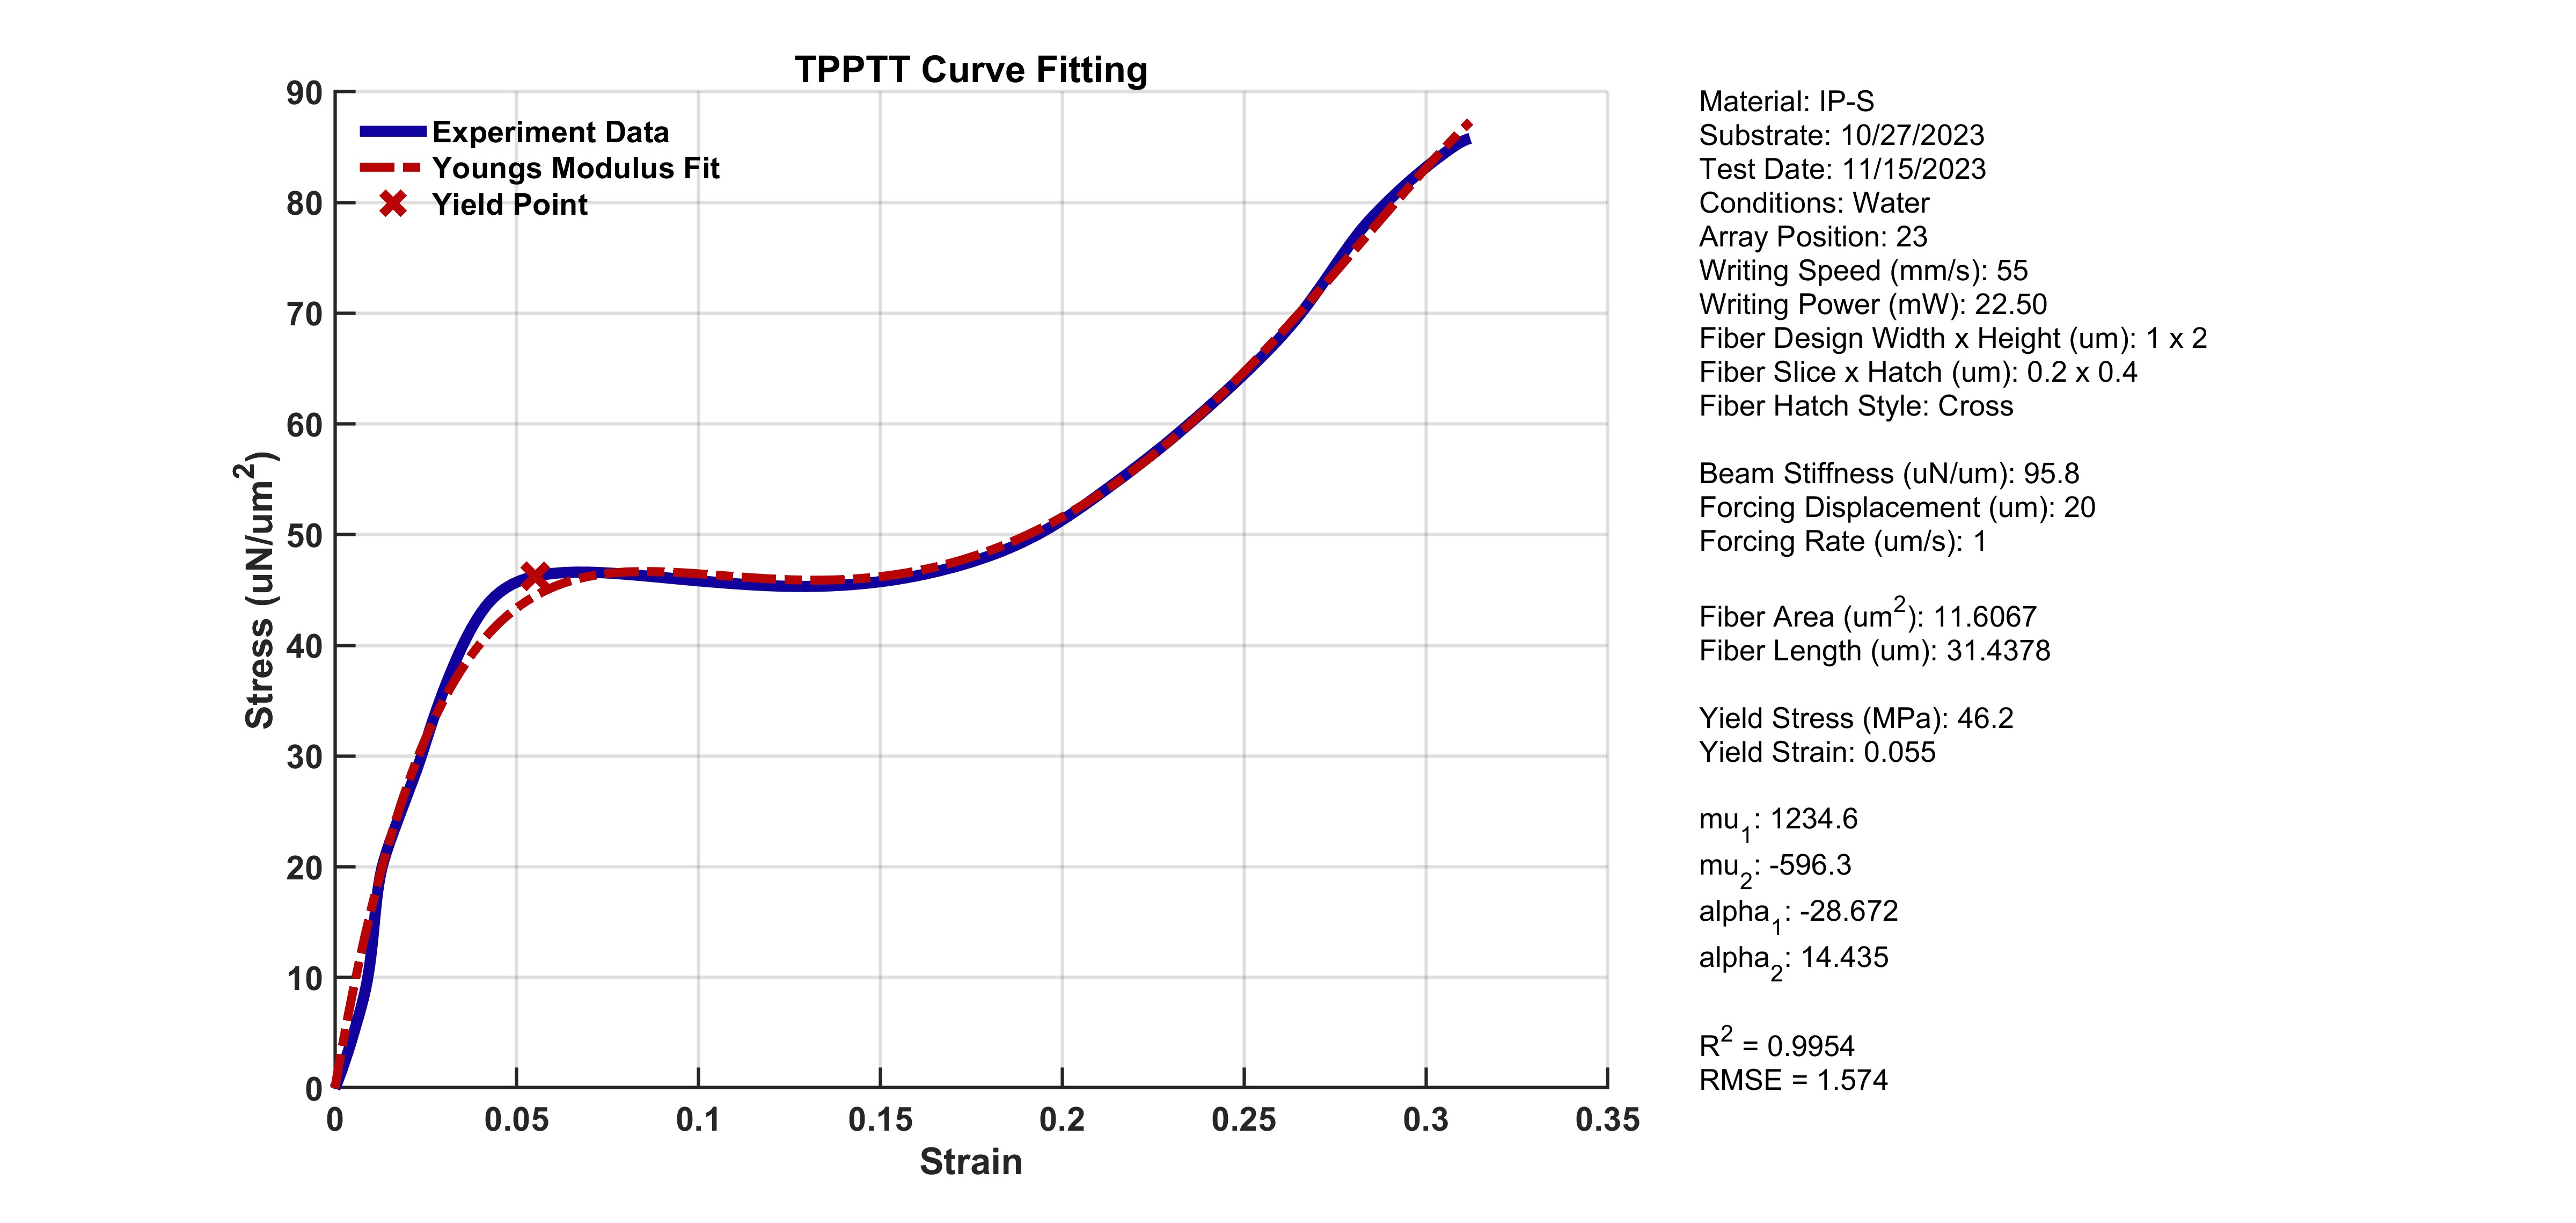 TPPTT Curve Fitting
90
80
70
60
50
40
30
20
10
0
Stress (uN/um²)
Experiment Data
Youngs Modulus Fit
Yield Point
0
0.05
0.1
0.15
0.2
0.25
0.3
0.35
Strain
Material: IP-S
Substrate: 10/27/2023
Test Date: 11/15/2023
Conditions: Water
Array Position: 23
Writing Speed (mm/s): 55
Writing Power (mW): 22.50
Fiber Design Width x Height (um): 1 x 2
Fiber Slice x Hatch (um): 0.2 x 0.4
Fiber Hatch Style: Cross
Beam Stiffness (uN/um): 95.8
Forcing Displacement (um): 20
Forcing Rate (um/s): 1
Fiber Area (um²): 11.6067
Fiber Length (um): 31.4378
Yield Stress (MPa): 46.2
Yield Strain: 0.055
mu₁: 1234.6
mu₂: -596.3
alpha₁: -28.672
alpha₂: 14.435
R² = 0.9954
RMSE = 1.574